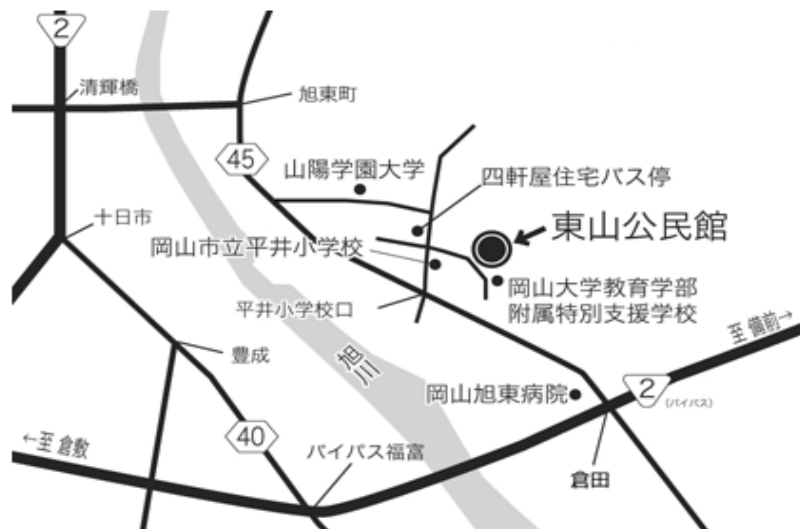 2
清輝橋
旭東町
45
山陽学園大学
四軒屋住宅バス停
十日市
東山公民館
岡山市立平井小学校
岡山大学教育学部
附属特別支援学校
平井小学校口
至 備前→
豊成
旭川
岡山旭東病院
2
(バイパス)
40
←至 倉敷
バイパス福富
倉田